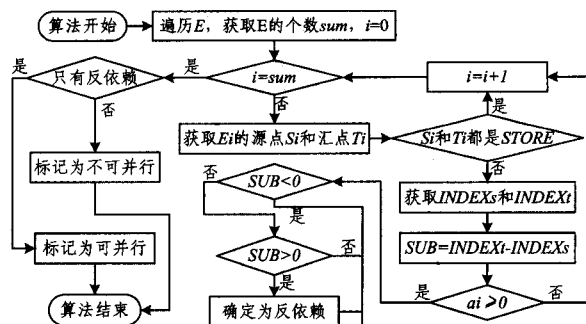 算法开始
遍历E，获取E的个数sum，i=0
是
只有反依赖
是
i=sum
i=i+1
否
否
是
获取Ei的源点Si和汇点Ti
Si和Ti都是STORE
标记为不可并行
否
SUB<0
否
获取INDEXs和INDEXt
是
标记为可并行
SUB>0
否
SUB=INDEXt-INDEXs
是
是
ai≥0
否
算法结束
确定为反依赖